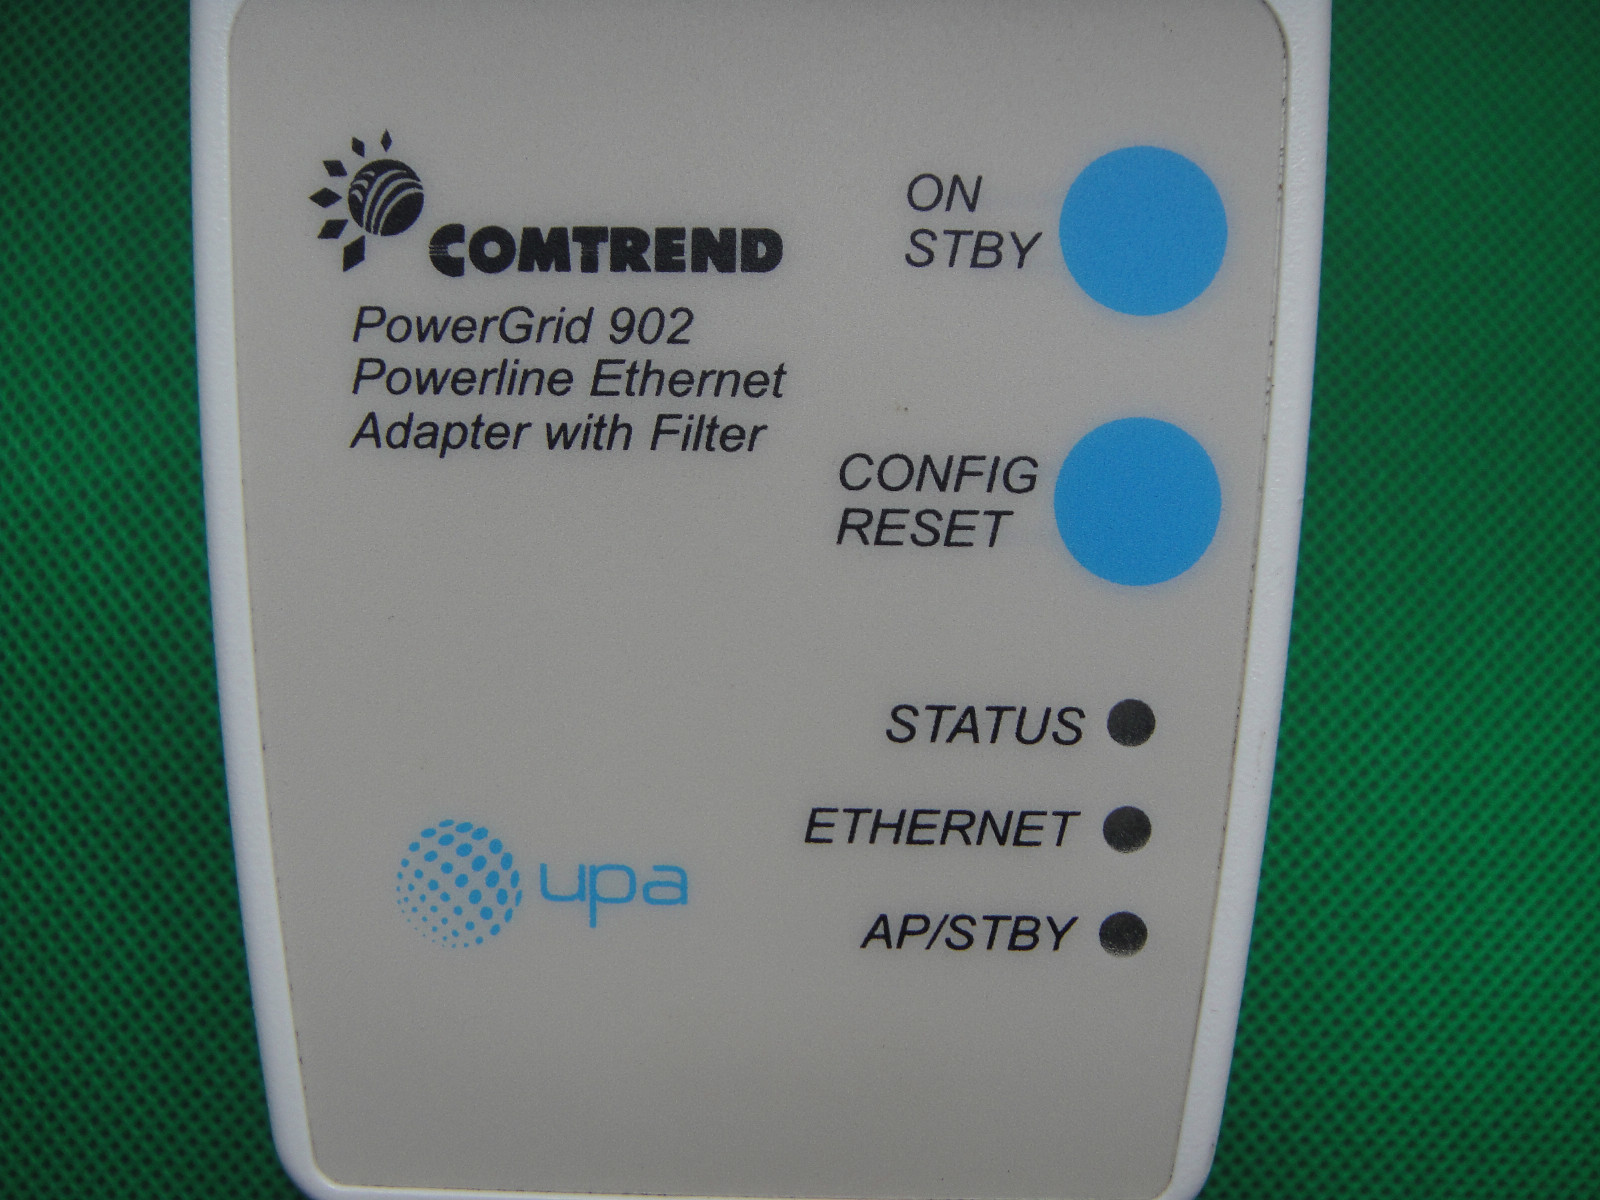 COMTREND
PowerGrid 902
Powerline Ethernet
Adapter with Filter
ON
STBY
CONFIG
RESET
STATUS
ETHERNET
AP/STBY
upa